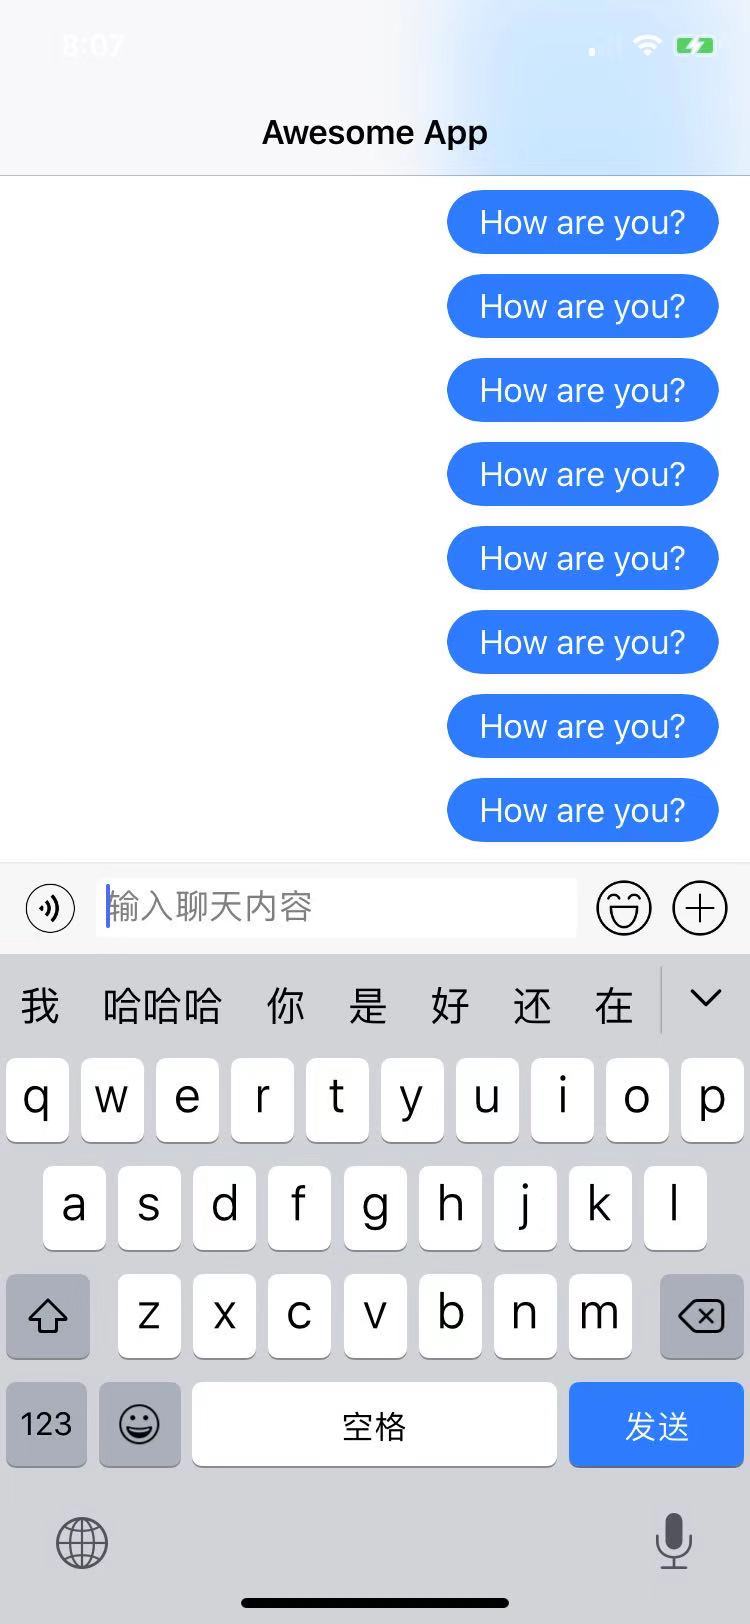 8:07
Awesome App
How are you?
How are you?
How are you?
How are you?
How are you?
How are you?
How are you?
How are you?
输入聊天内容
我 哈哈哈 你 是 好 还 在
q w e r t y u i o p
a s d f g h j k l
z x c v b n m
123 空格 发送